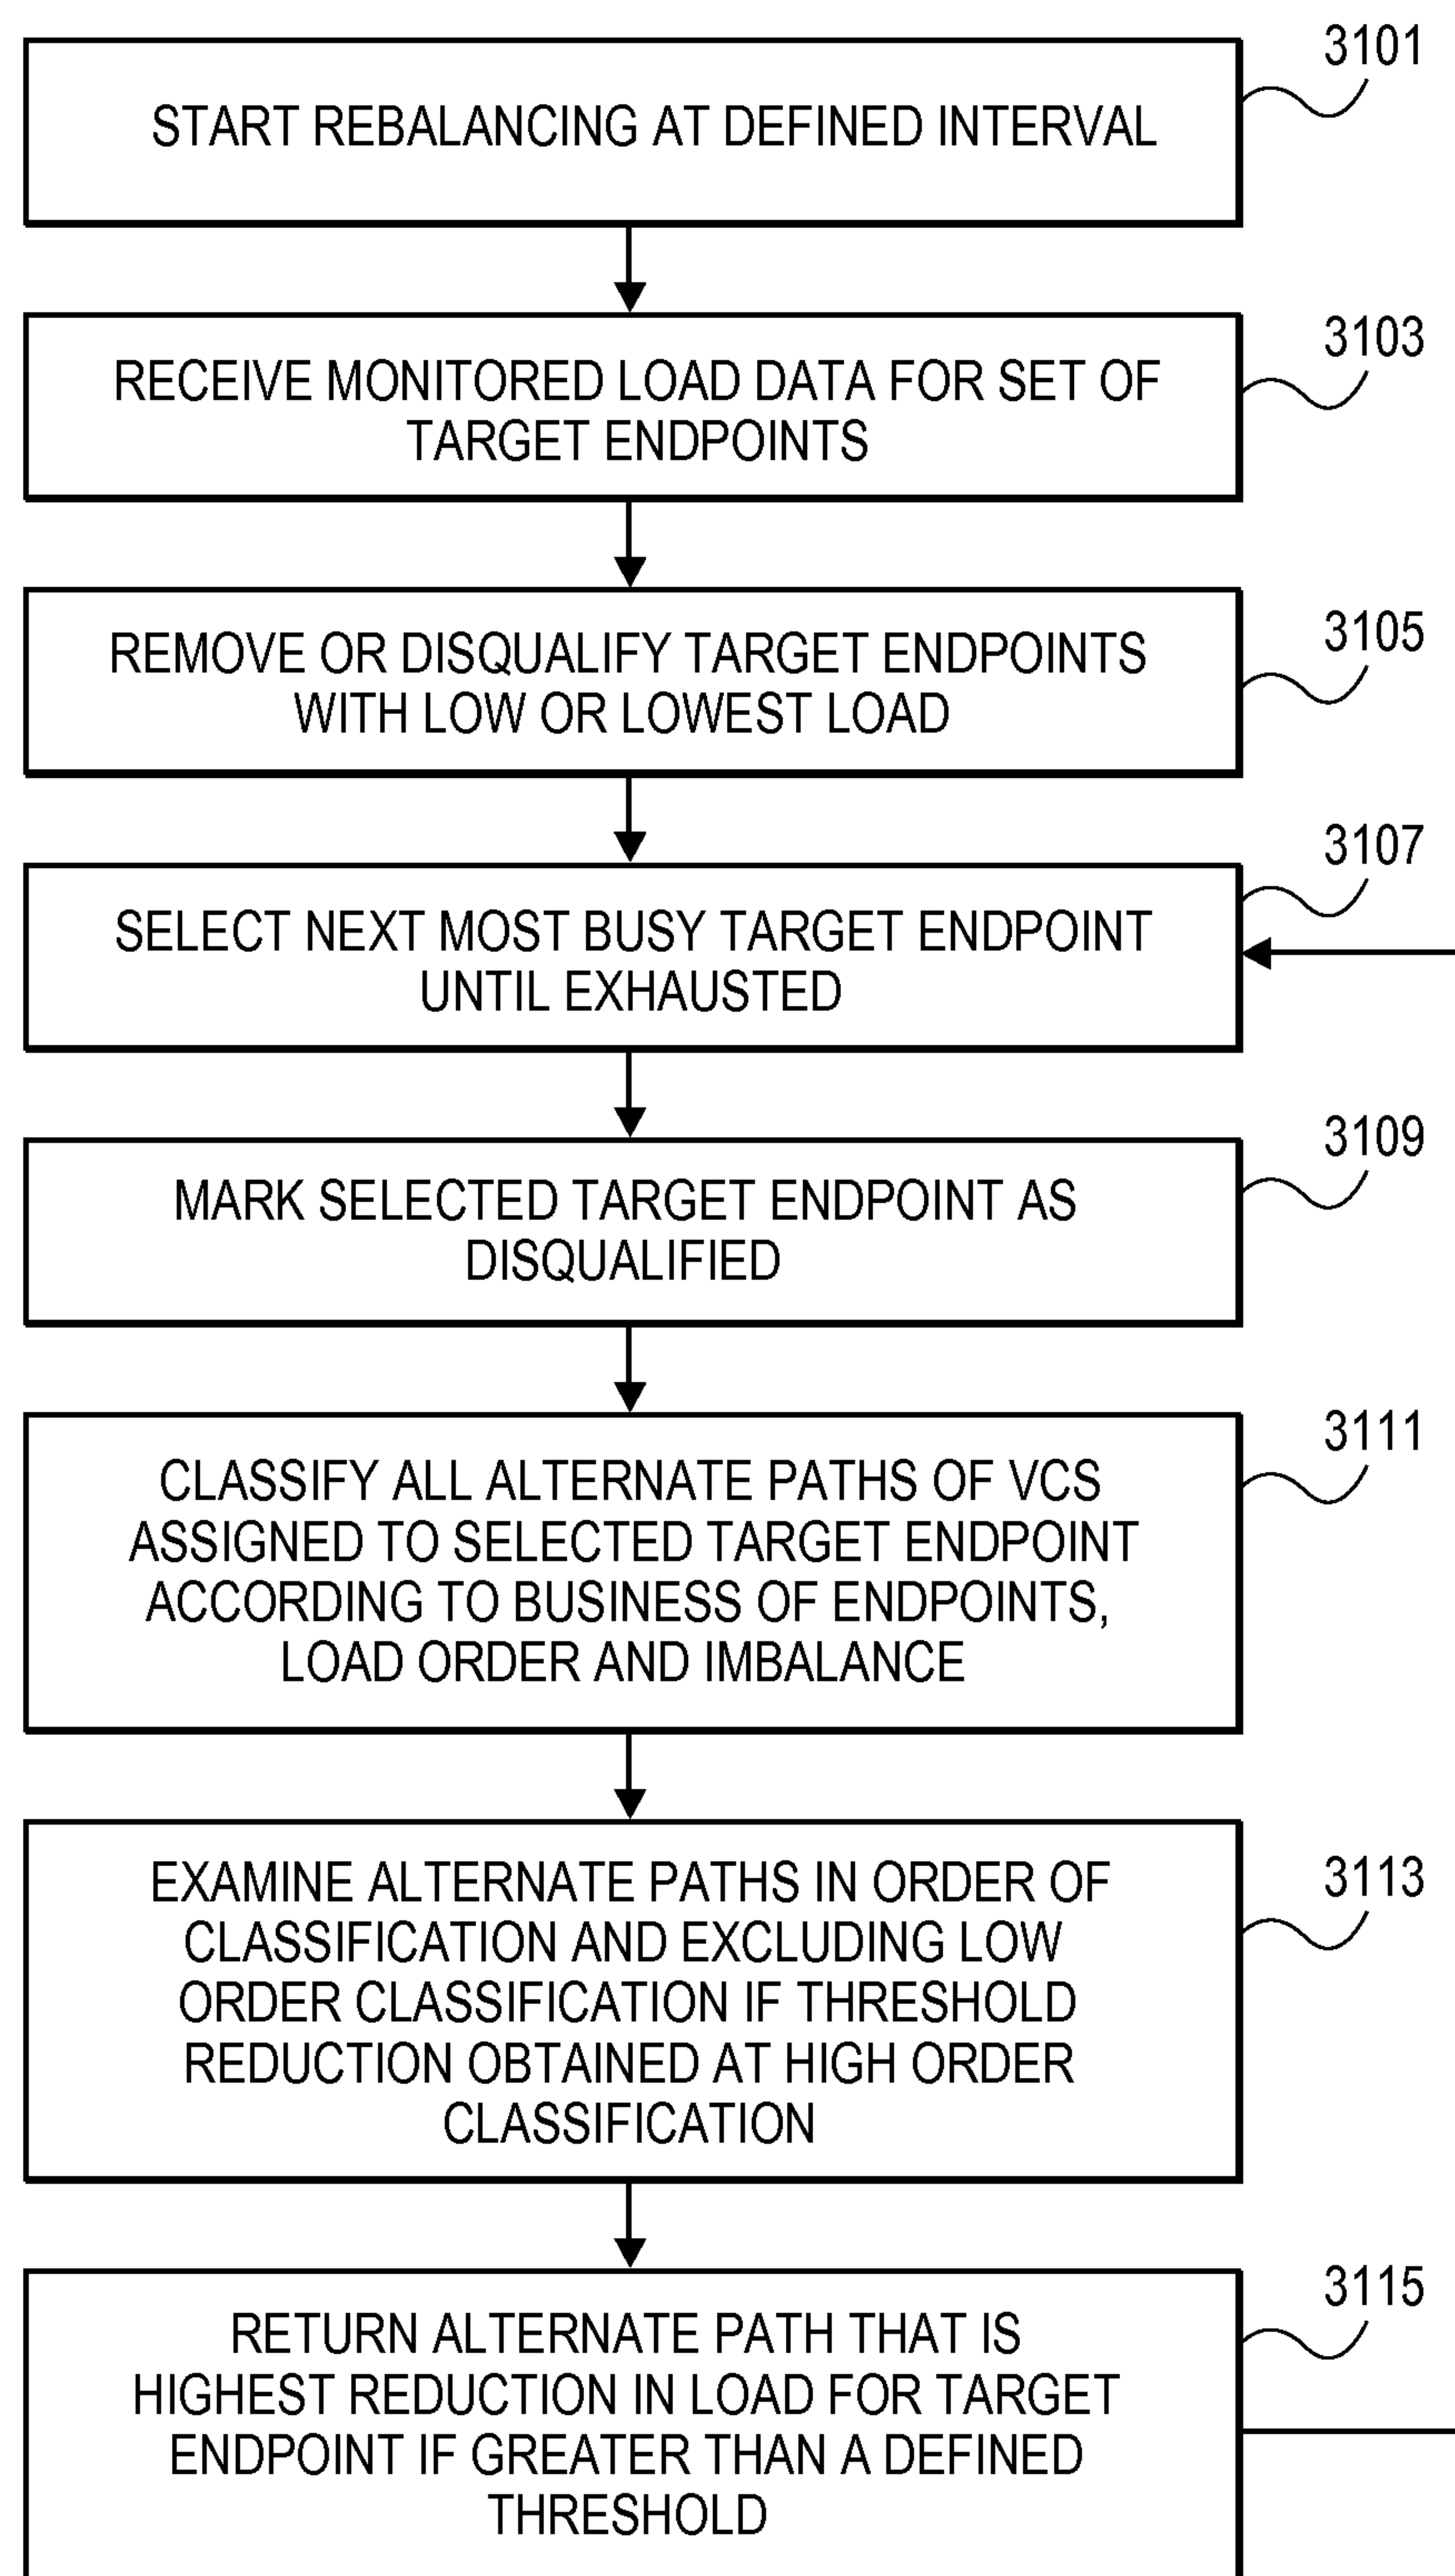 3101
START REBALANCING AT DEFINED INTERVAL
3103
RECEIVE MONITORED LOAD DATA FOR SET OF
TARGET ENDPOINTS
3105
REMOVE OR DISQUALIFY TARGET ENDPOINTS
WITH LOW OR LOWEST LOAD
3107
SELECT NEXT MOST BUSY TARGET ENDPOINT
UNTIL EXHAUSTED
3109
MARK SELECTED TARGET ENDPOINT AS
DISQUALIFIED
3111
CLASSIFY ALL ALTERNATE PATHS OF VCS
ASSIGNED TO SELECTED TARGET ENDPOINT
ACCORDING TO BUSINESS OF ENDPOINTS,
LOAD ORDER AND IMBALANCE
3113
EXAMINE ALTERNATE PATHS IN ORDER OF
CLASSIFICATION AND EXCLUDING LOW
ORDER CLASSIFICATION IF THRESHOLD
REDUCTION OBTAINED AT HIGH ORDER
CLASSIFICATION
3115
RETURN ALTERNATE PATH THAT IS
HIGHEST REDUCTION IN LOAD FOR TARGET
ENDPOINT IF GREATER THAN A DEFINED
THRESHOLD